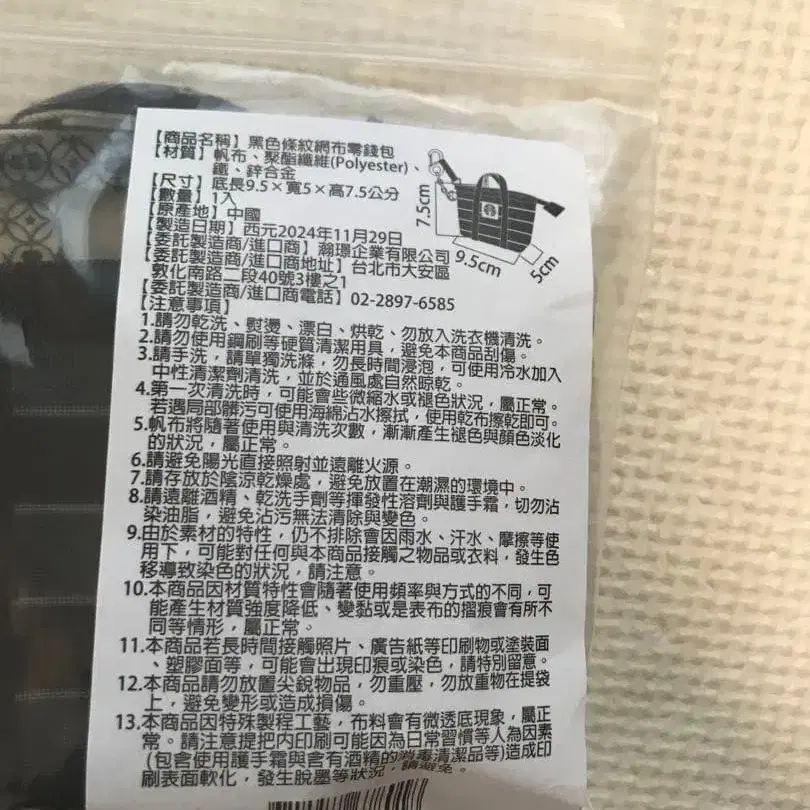 【商品名稱】黑色條紋網布零錢包
【材質】帆布、聚酯纖維(Polyester)、
鐵、鋅合金
【尺寸】底長9.5×寬5×高7.5公分
【數量】1入
【原產地】中國
【製造日期】西元2024年11月29日
【委託製造商/進口商】瀚璟企業有限公司
【委託製造商/進口商地址】台北市大安區
敦化南路二段40號3樓之1
【委託製造商/進口商電話】02-2897-6585
7.5cm
9.5cm
5cm
【注意事項】
1.請勿乾洗、熨燙、漂白、烘乾、勿放入洗衣機清洗。
2.請勿使用鋼刷等硬質清潔用具，避免本商品刮傷。
3.請手洗，請單獨洗滌，勿長時間浸泡，可使用冷水加入
中性清潔劑清洗，並於通風處自然晾乾。
4.第一次清洗時，可能會些微縮水或褪色狀況，屬正常。
若遇局部髒污可使用海綿沾水擦拭，使用乾布擦乾即可。
5.帆布將隨著使用與清洗次數，漸漸產生褪色與顏色淡化
的狀況，屬正常。
6.請避免陽光直接照射並遠離火源。
7.請存放於陰涼乾燥處，避免放置在潮濕的環境中。
8.請遠離酒精、乾洗手劑等揮發性溶劑與護手霜，切勿沾
染油脂，避免沾污無法清除與變色。
9.由於素材的特性，仍不排除會因雨水、汗水、摩擦等使
用下，可能對任何與本商品接觸之物品或衣料，發生色
移導致染色的狀況，請注意。
10.本商品因材質特性會隨著使用頻率與方式的不同，可
能產生材質強度降低、變黏或是表布的摺痕會有所不
同等情形，屬正常。
11.本商品若長時間接觸照片、廣告紙等印刷物或塗裝面
、塑膠面等，可能會出現印痕或染色，請特別留意。
12.本商品請勿放置尖銳物品，勿重壓，勿放重物在提袋
上，避免變形或造成損傷。
13.本商品因特殊製程工藝，布料會有微透底現象，屬正
常。請注意提把內印刷可能因為日常習慣等人為因素
(包含使用護手霜與含有酒精的消毒清潔品等)造成印
刷表面軟化，發生脫墨等狀況，請避免。